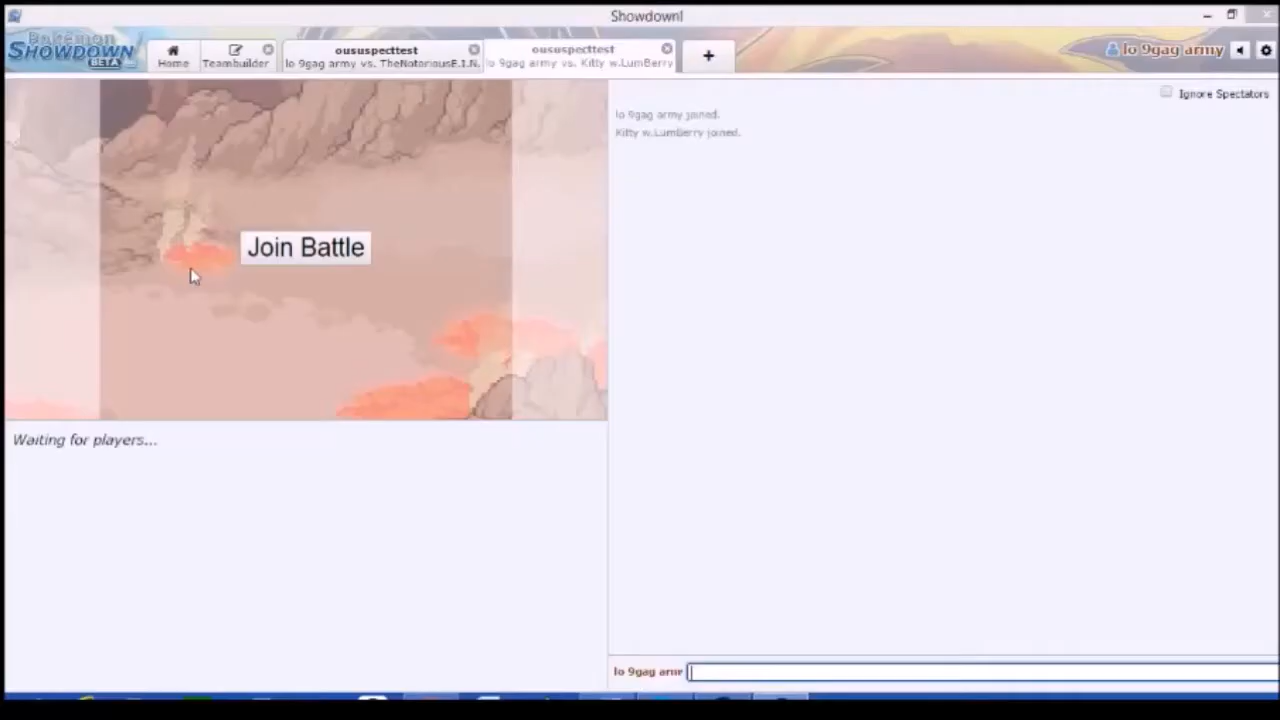 Showdown!
Pokémon
SHOWDOWN!
BETA
Home
Teambuilder
oususpecttest
lo 9gag army vs. TheNotoriousE.I.N.
oususpecttest
lo 9gag army vs. Kitty w.LumBerry
+
lo 9gag army
Ignore Spectators
lo 9gag army joined.
Kitty w.LumBerry joined.
Join Battle
Waiting for players...
lo 9gag army